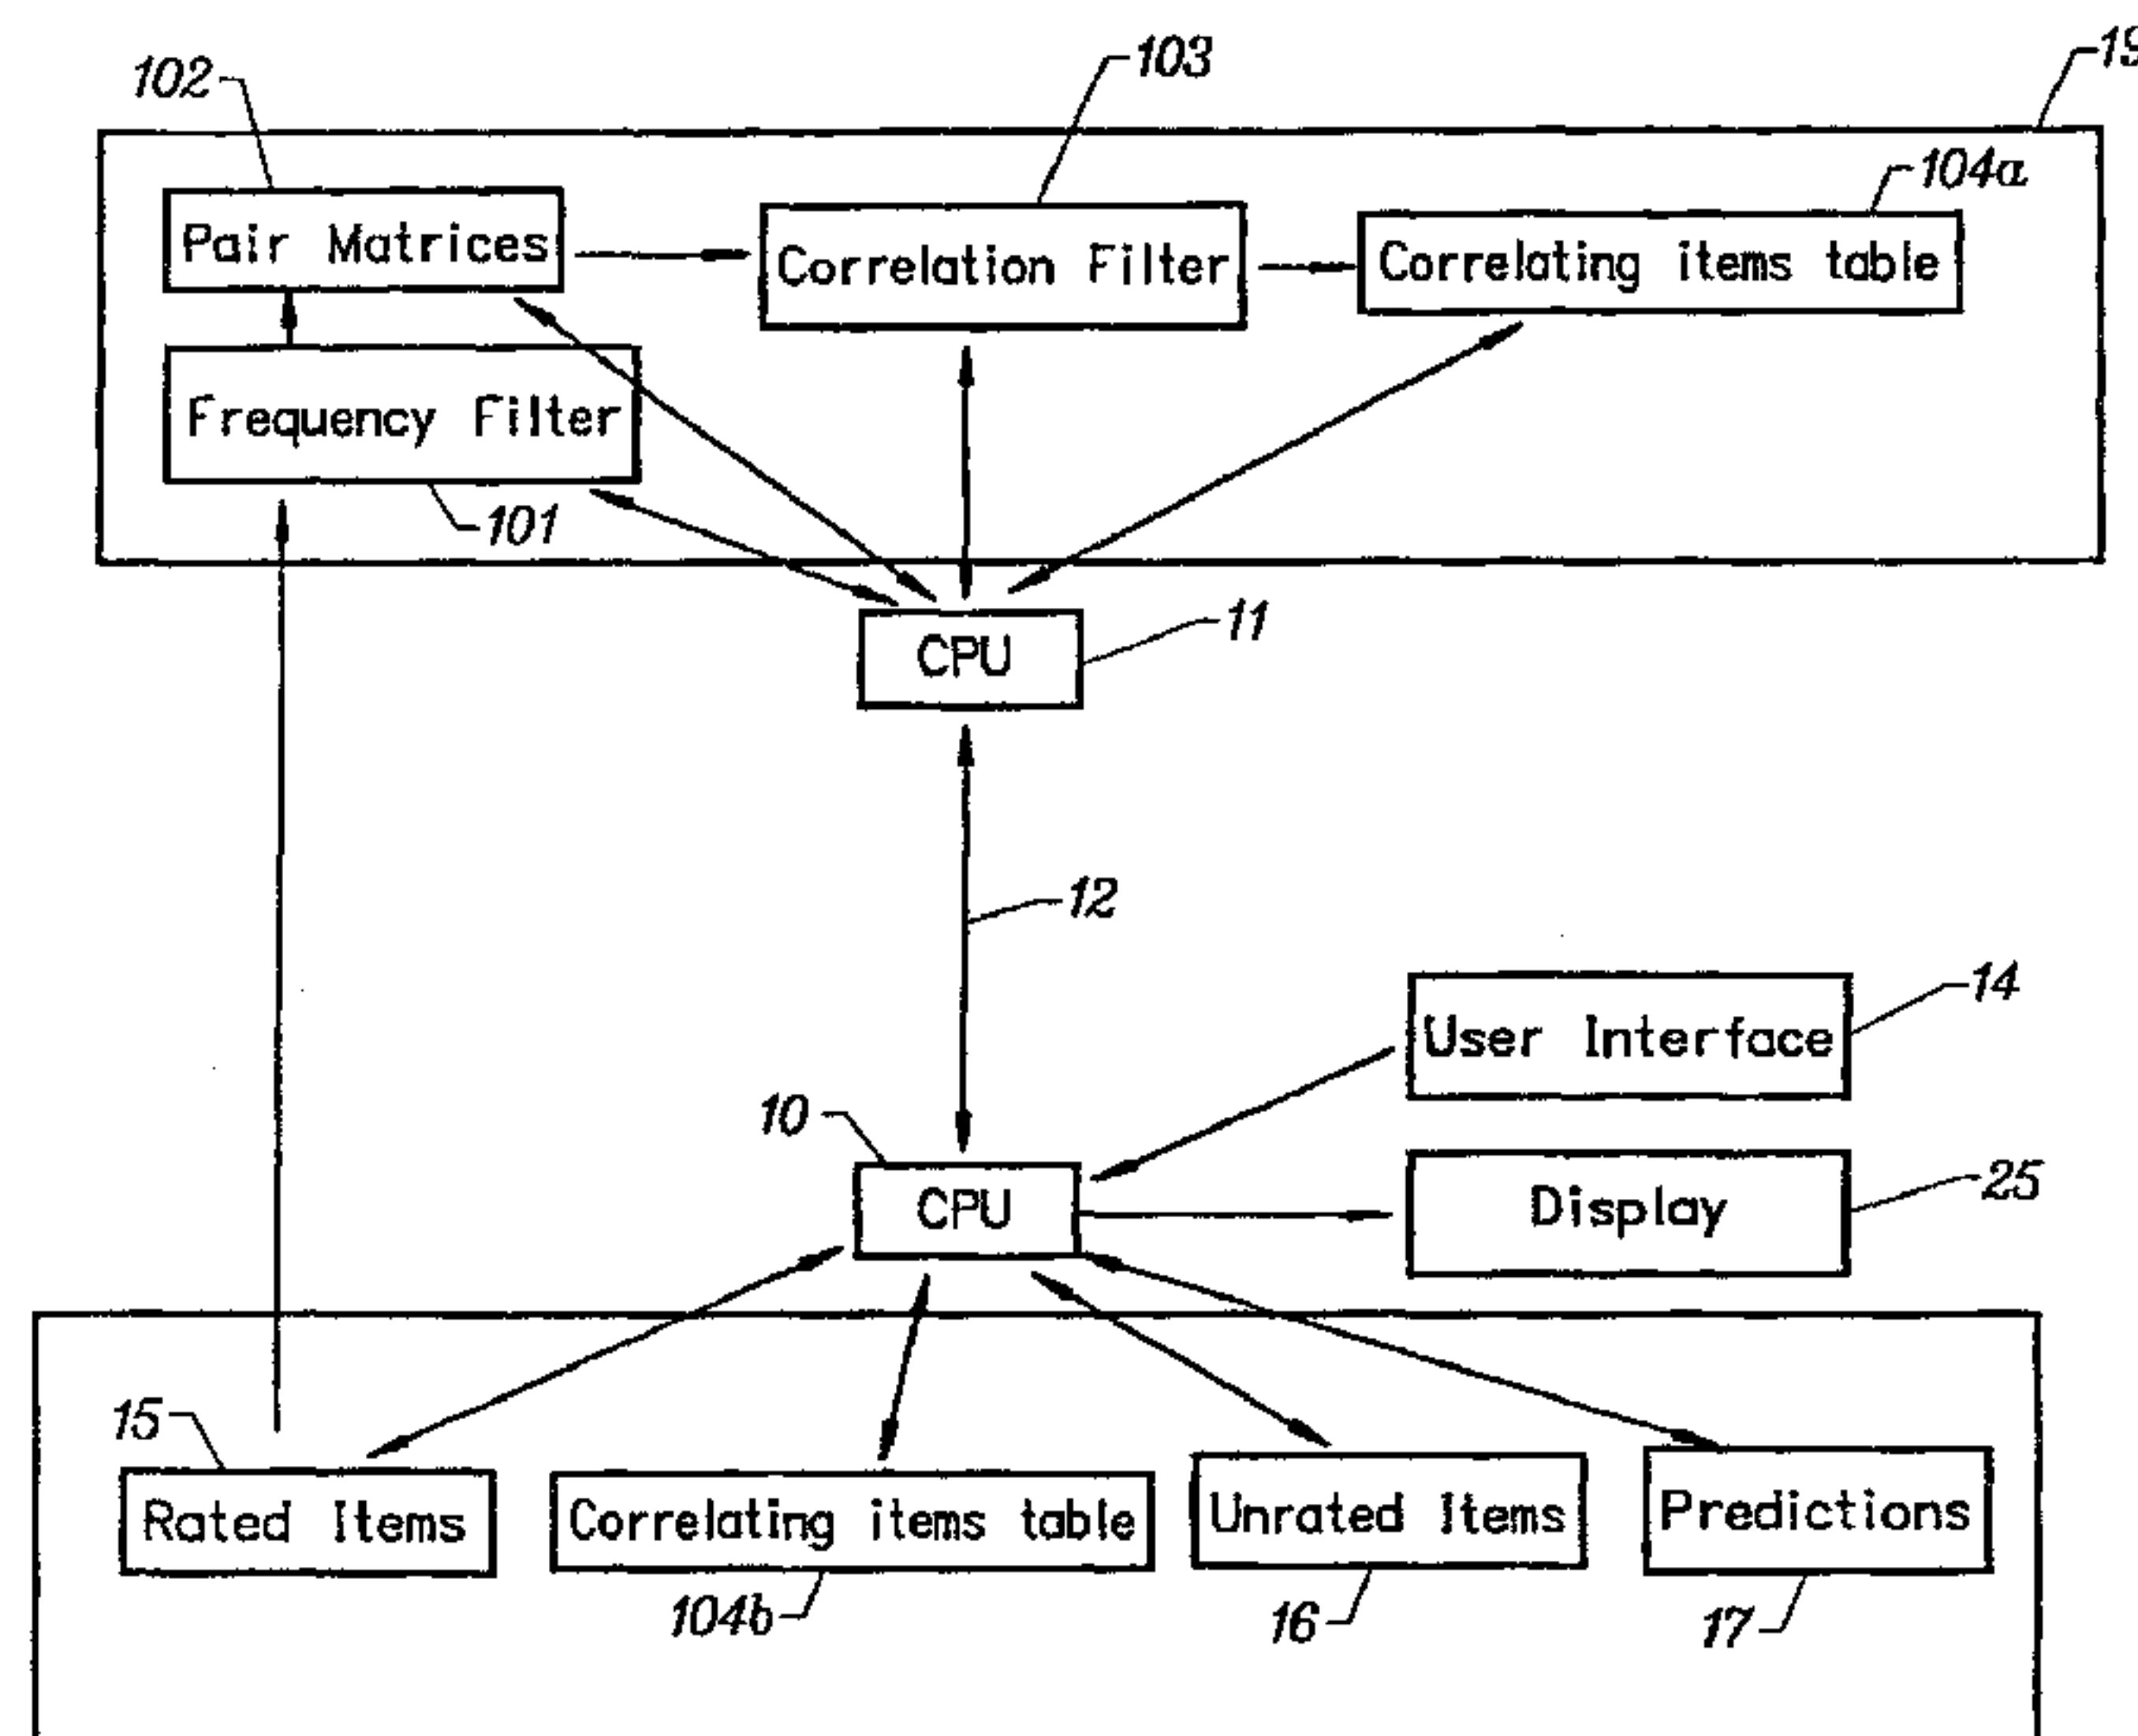 19
103
102
104a
Pair Matrices
Correlation Filter
Correlating items table
Frequency Filter
101
11
CPU
12
14
User Interface
10
25
CPU
Display
15
Rated Items
Correlating items table
Unrated Items
Predictions
104b
16
17